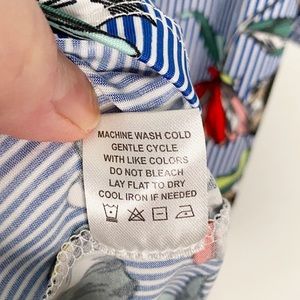 MACHINE WASH COLD
GENTLE CYCLE
WITH LIKE COLORS
DO NOT BLEACH
LAY FLAT TO DRY
COOL IRON IF NEEDED